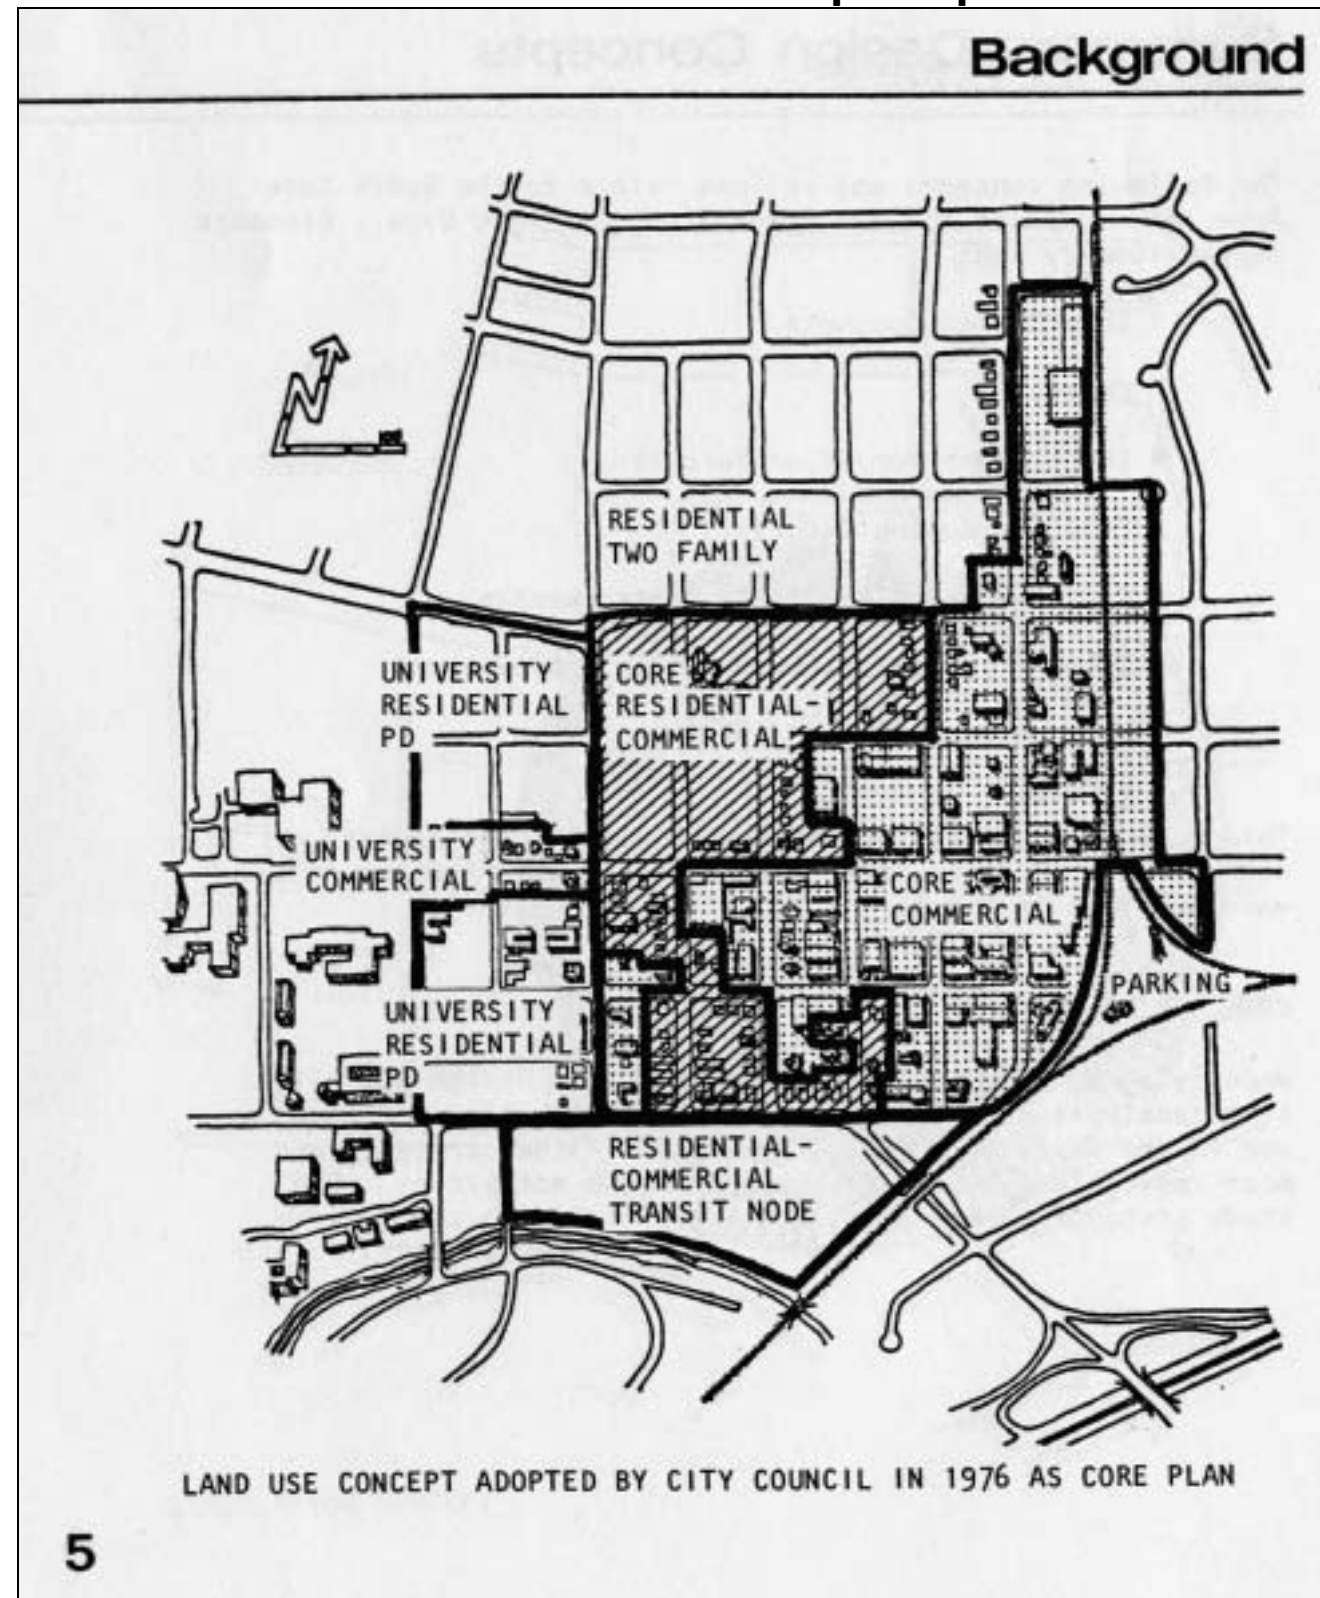 Background
N
RESIDENTIAL
TWO FAMILY
UNIVERSITY
RESIDENTIAL
PD
CORE
RESIDENTIAL-
COMMERCIAL
UNIVERSITY
COMMERCIAL
CORE
COMMERCIAL
PARKING
UNIVERSITY
RESIDENTIAL
PD
RESIDENTIAL-
COMMERCIAL
TRANSIT NODE
LAND USE CONCEPT ADOPTED BY CITY COUNCIL IN 1976 AS CORE PLAN
5